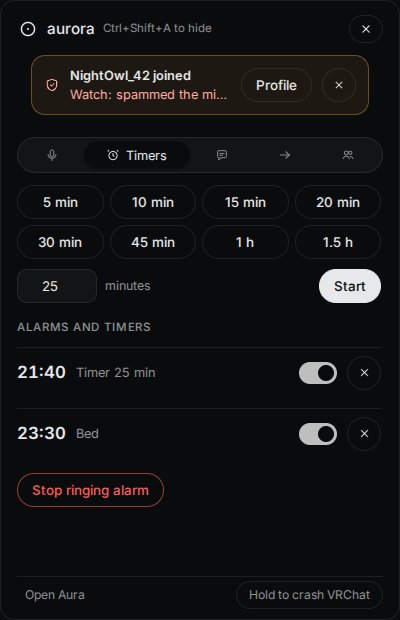 aurora Ctrl+Shift+A to hide
NightOwl_42 joined
Watch: spammed the mi...
Profile
Timers
5 min 10 min 15 min 20 min
30 min 45 min 1 h 1.5 h
25 minutes Start
ALARMS AND TIMERS
21:40 Timer 25 min
23:30 Bed
Stop ringing alarm
Open Aura Hold to crash VRChat